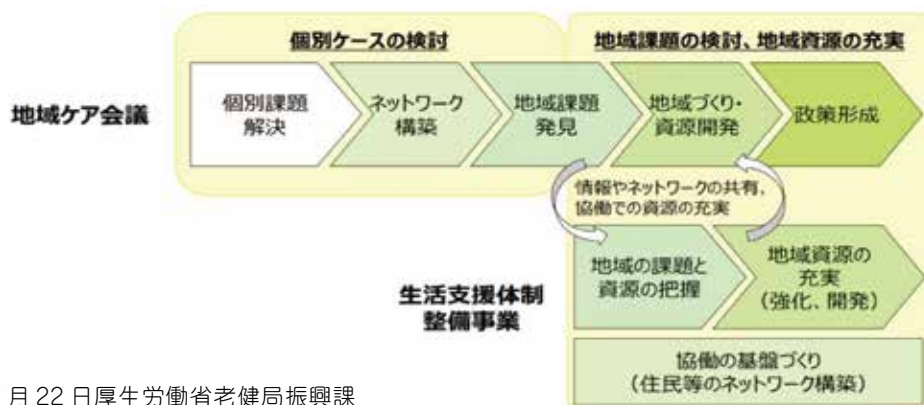 個別ケースの検討
地域課題の検討、地域資源の充実
地域ケア会議
個別課題
解決
ネットワーク
構築
地域課題
発見
地域づくり・
資源開発
政策形成
情報やネットワークの共有、
協働での資源の充実
生活支援体制
整備事業
地域の課題と
資源の把握
地域資源の
充実
（強化、開発）
協働の基盤づくり
（住民等のネットワーク構築）
月 22 日厚生労働省老健局振興課